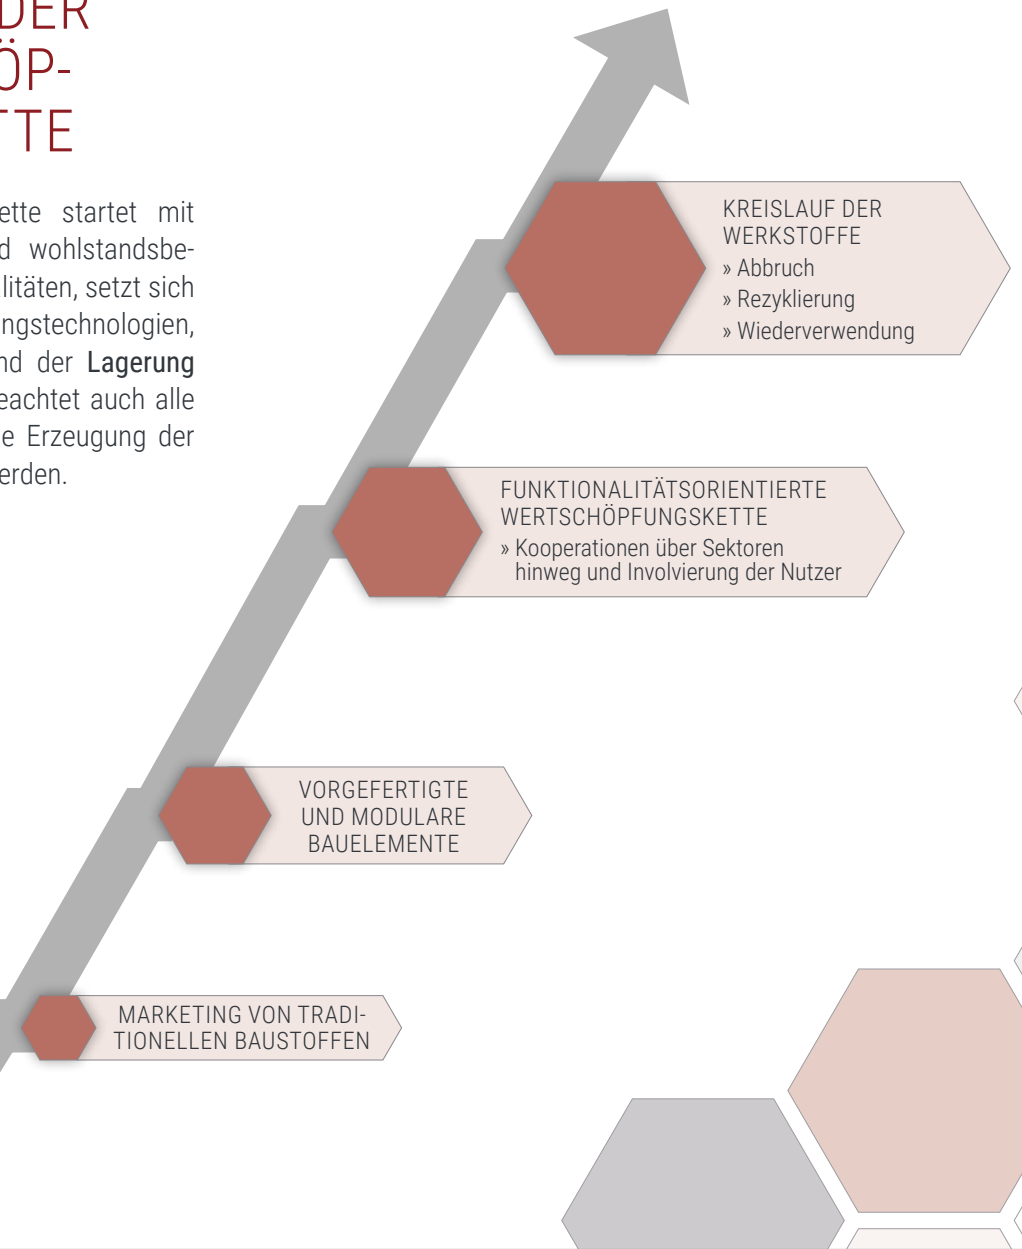 DER
ÖP-
TTE
ette startet mit
d wohlstandsbe-
litäten, setzt sich
ngstechnologien,
nd der Lagerung
eachtet auch alle
e Erzeugung der
erden.
KREISLAUF DER
WERKSTOFFE
» Abbruch
» Rezyklierung
» Wiederverwendung
FUNKTIONALITÄTSORIENTIERTE
WERTSCHÖPFUNGSKETTE
» Kooperationen über Sektoren
hinweg und Involvierung der Nutzer
VORGEFERTIGTE
UND MODULARE
BAUELEMENTE
MARKETING VON TRADI-
TIONELLEN BAUSTOFFEN